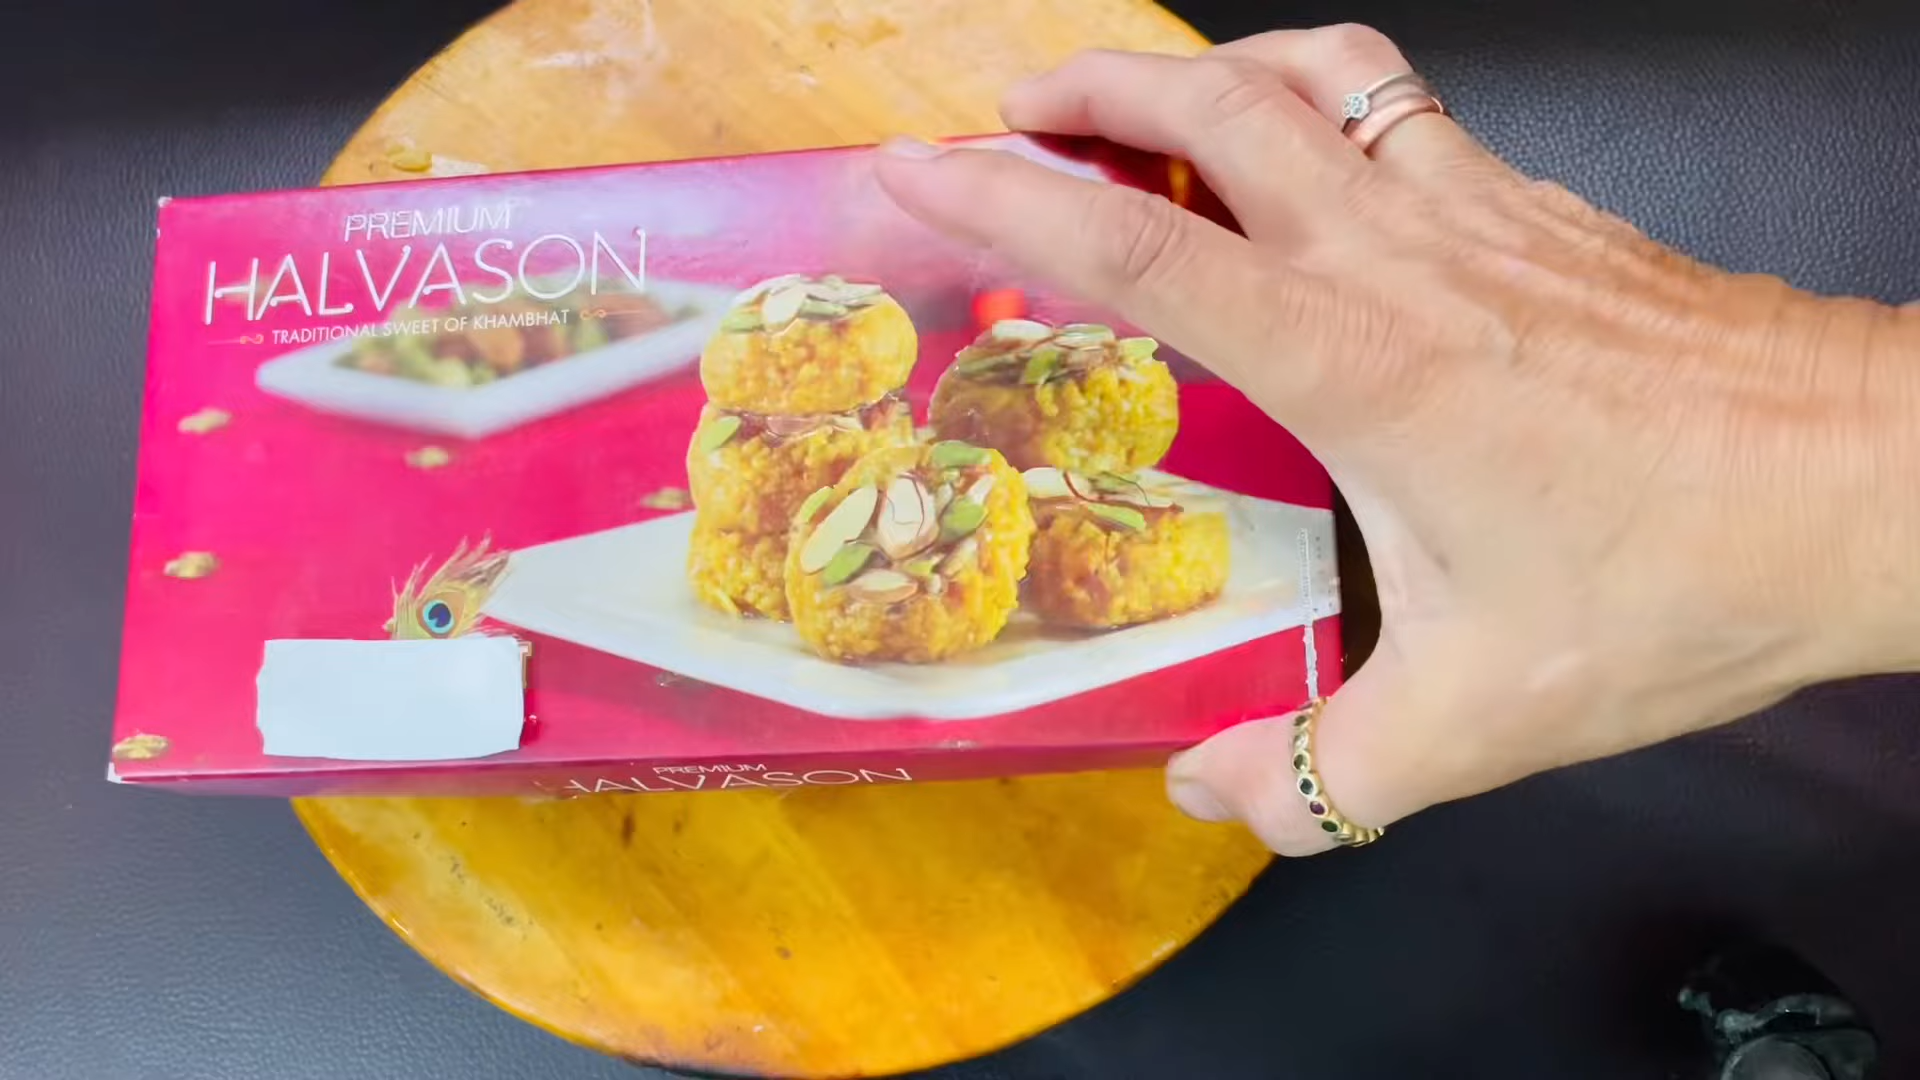 PREMIUM
HALVASON
TRADITIONAL SWEET OF KHAMBHAT
PREMIUM
HALVASON